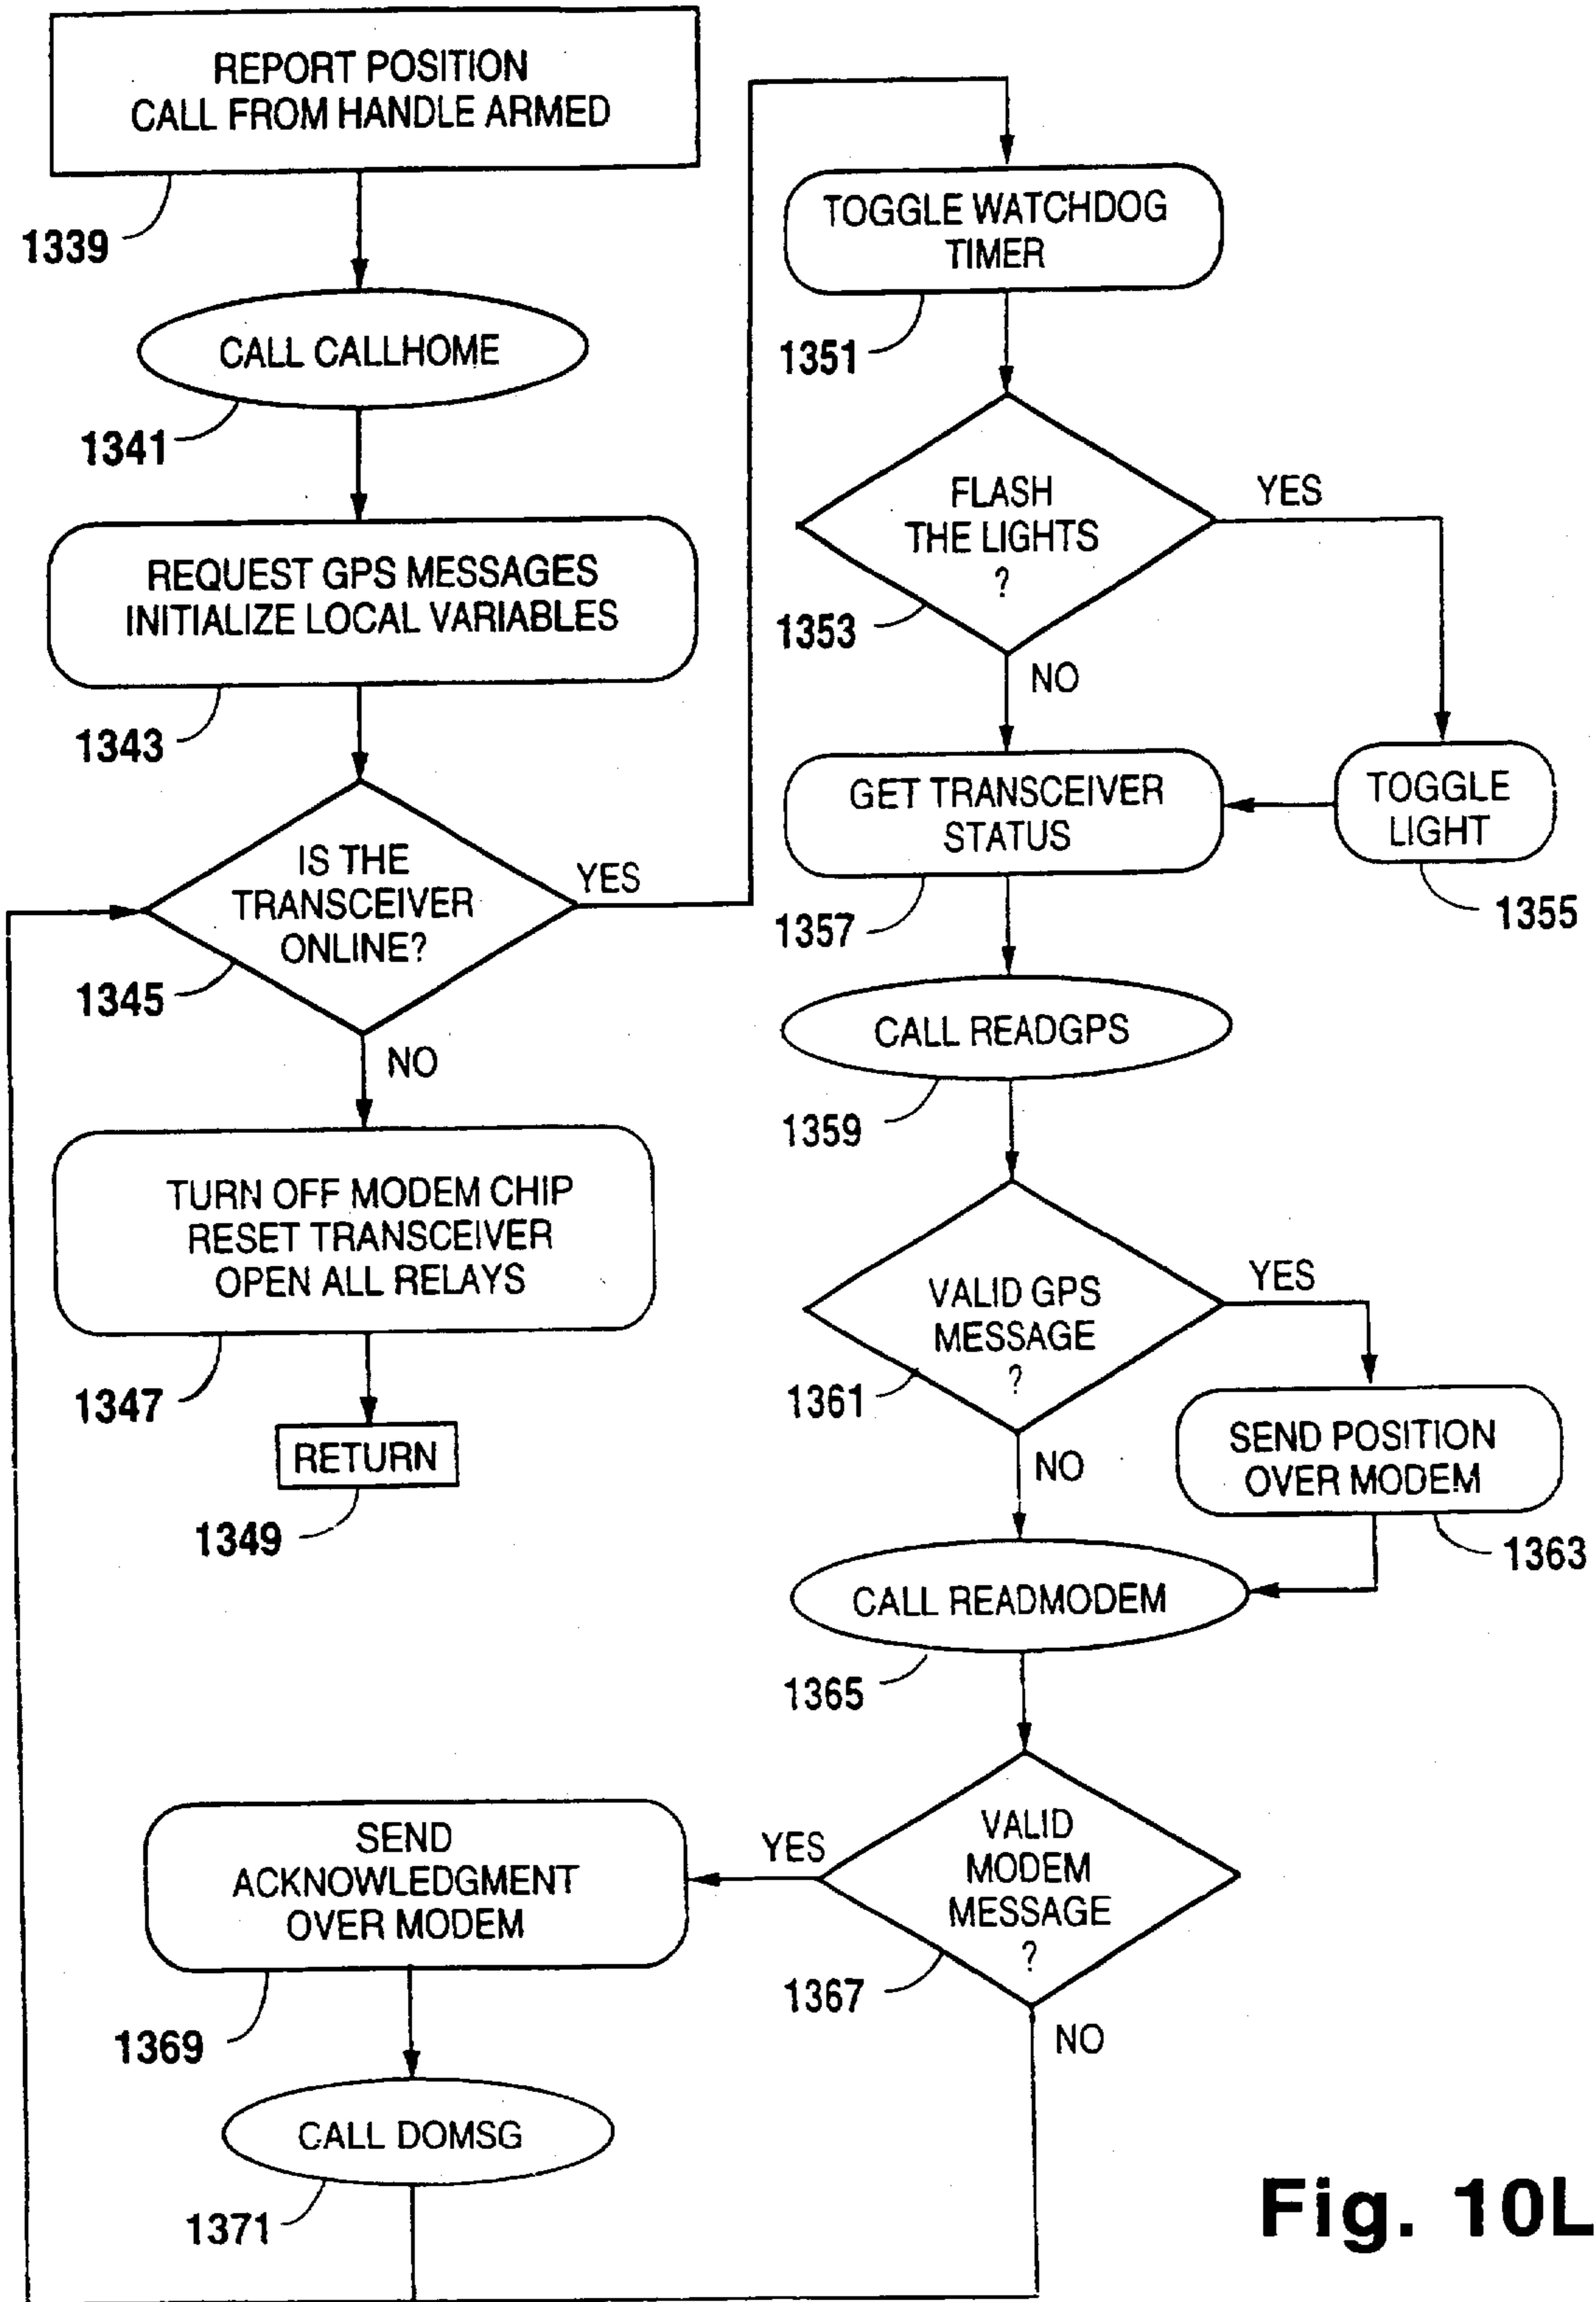 REPORT POSITION
CALL FROM HANDLE ARMED
1339
CALL CALLHOME
1341
REQUEST GPS MESSAGES
INITIALIZE LOCAL VARIABLES
1343
IS THE
TRANSCEIVER
ONLINE?
YES
1345
NO
TURN OFF MODEM CHIP
RESET TRANSCEIVER
OPEN ALL RELAYS
1347
RETURN
1349
TOGGLE WATCHDOG
TIMER
1351
FLASH
THE LIGHTS
?
YES
1353
NO
TOGGLE
LIGHT
1355
GET TRANSCEIVER
STATUS
1357
CALL READGPS
1359
VALID GPS
MESSAGE
?
YES
1361
NO
SEND POSITION
OVER MODEM
1363
CALL READMODEM
1365
VALID
MODEM
MESSAGE
?
YES
1367
NO
SEND
ACKNOWLEDGMENT
OVER MODEM
1369
CALL DOMSG
1371
Fig. 10L